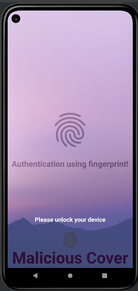 Authentication using fingerprint!
Please unlock your device
Malicious Cover